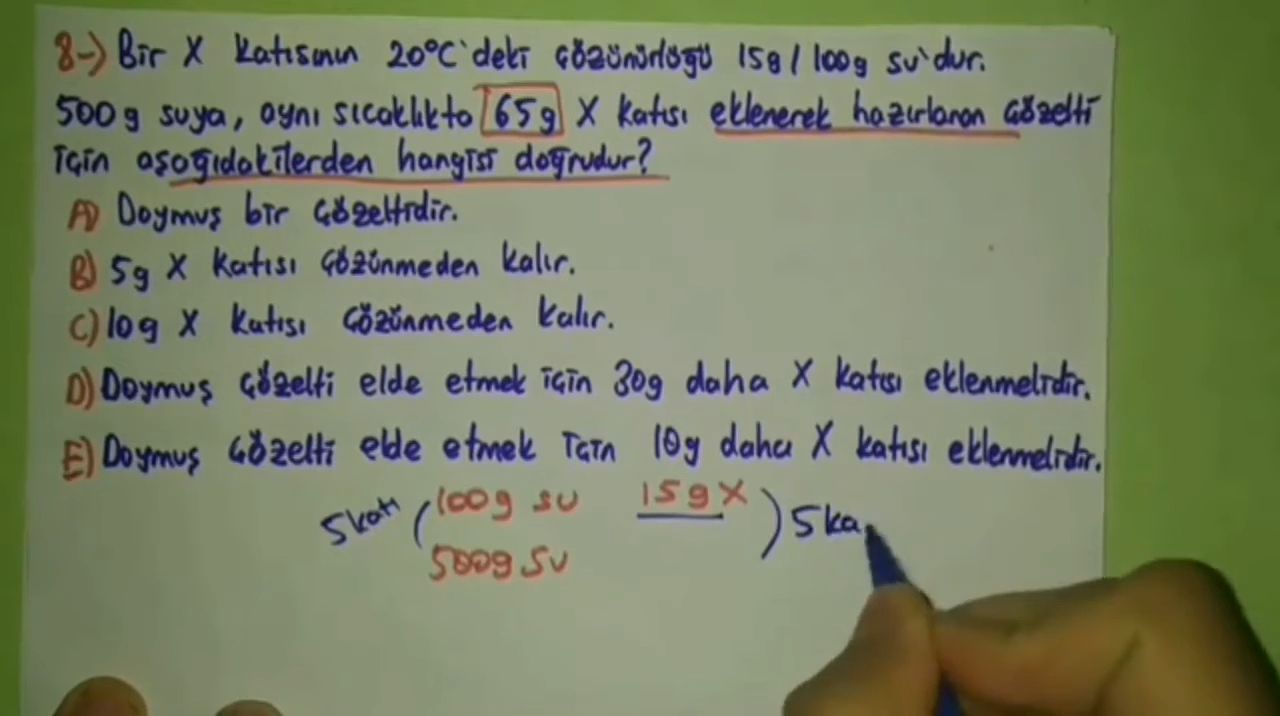 8-) Bir X katısının 20°C'deki çözünürlüğü 15g/100g su'dur.
500g suya, aynı sıcaklıkta 65g X katısı eklenerek hazırlanan çözelti
için aşağıdakilerden hangisi doğrudur?
A) Doymuş bir çözeltidir.
B) 5g X katısı çözünmeden kalır.
C) 10g X katısı çözünmeden kalır.
D) Doymuş çözelti elde etmek için 30g daha X katısı eklenmelidir.
E) Doymuş çözelti elde etmek için 10g daha X katısı eklenmelidir.
5katı ( 100g su 15g X ) 5ka
500g su